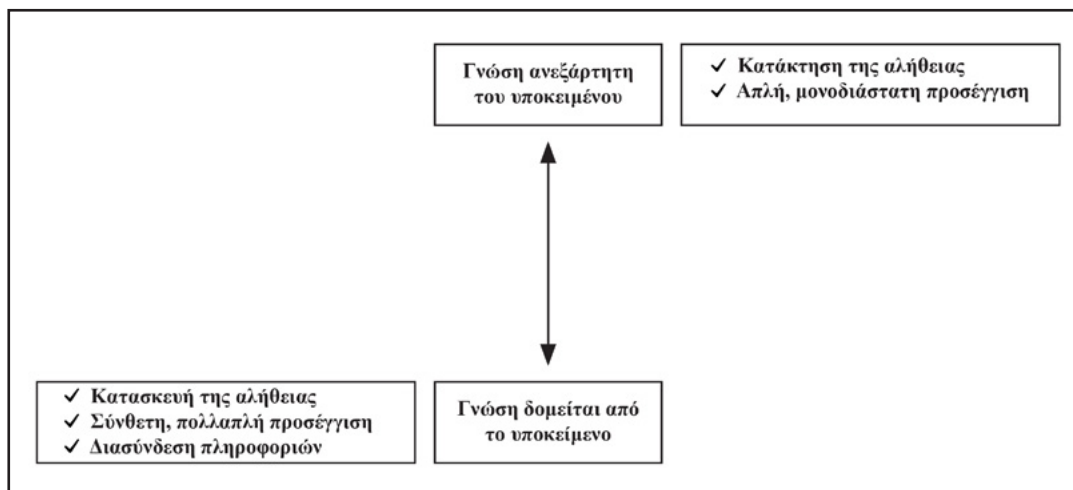 Γνώση ανεξάρτητη
του υποκειμένου
✓ Κατάκτηση της αλήθειας
✓ Απλή, μονοδιάστατη προσέγγιση
✓ Κατασκευή της αλήθειας
✓ Σύνθετη, πολλαπλή προσέγγιση
✓ Διασύνδεση πληροφοριών
Γνώση δομείται από
το υποκείμενο